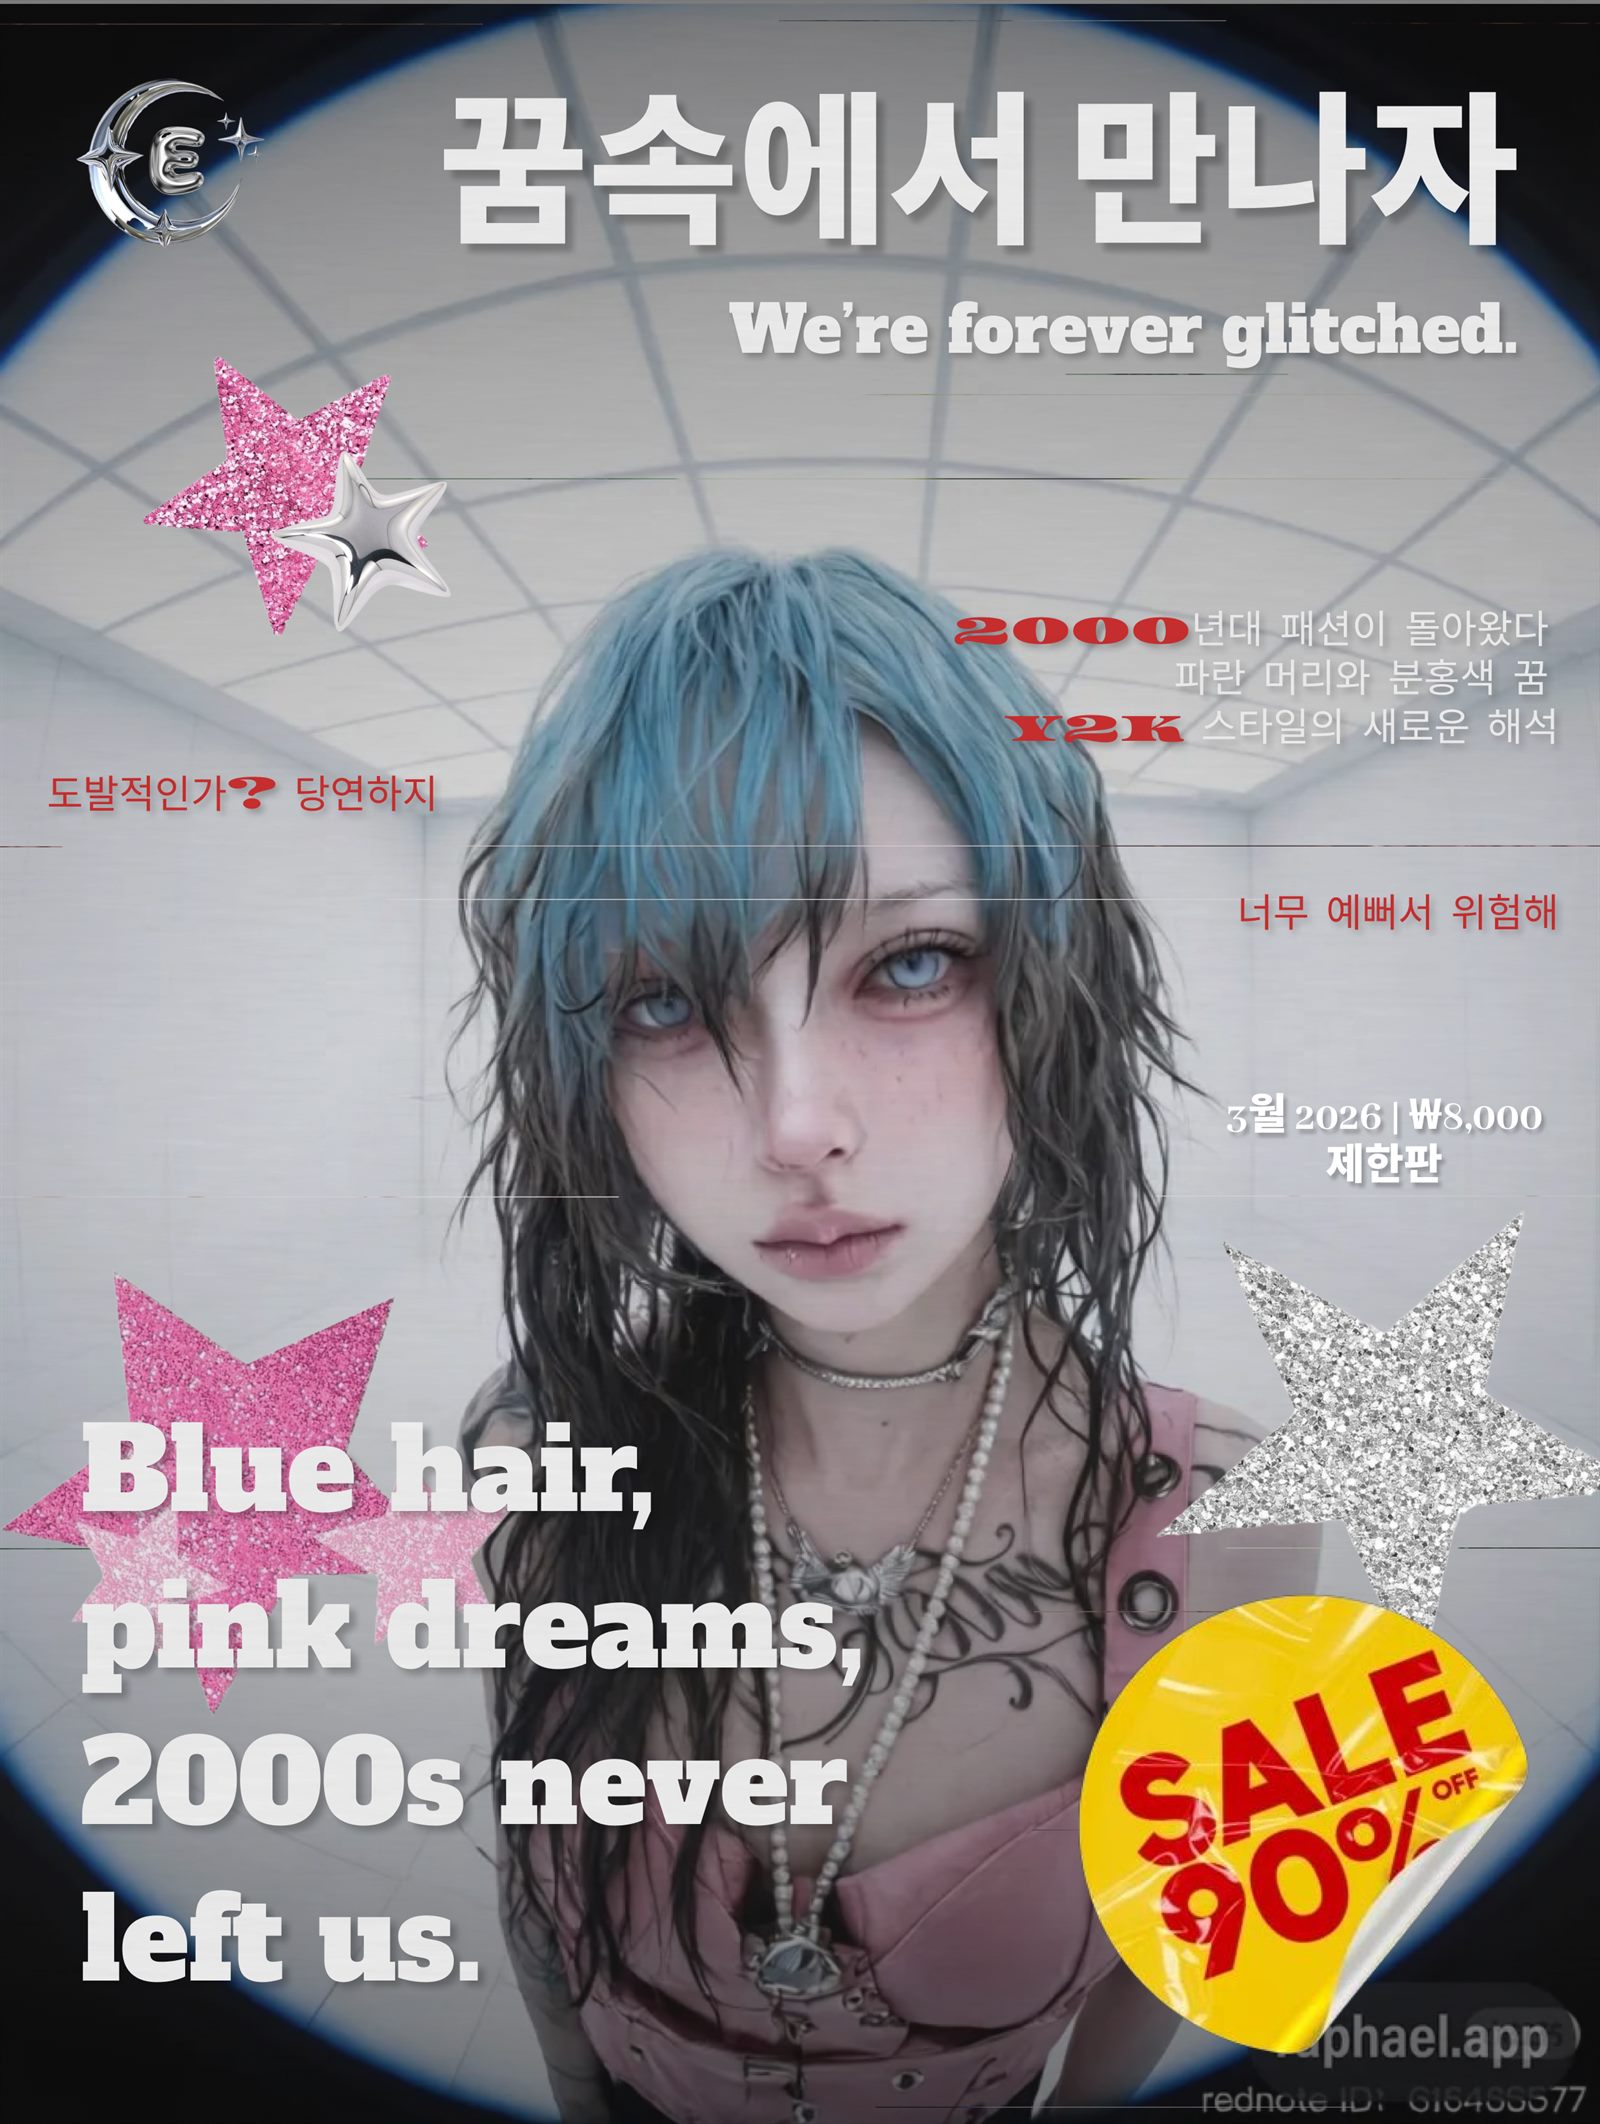 E
꿈속에서 만나자
We're forever glitched.
2000년대 패션이 돌아왔다
파란 머리와 분홍색 꿈
Y2K 스타일의 새로운 해석
도발적인가? 당연하지
너무 예뻐서 위험해
3월 2026 | ₩8,000
제한판
Blue hair,
pink dreams,
2000s never
left us.
SALE
90% OFF
phael.app
rednote ID: